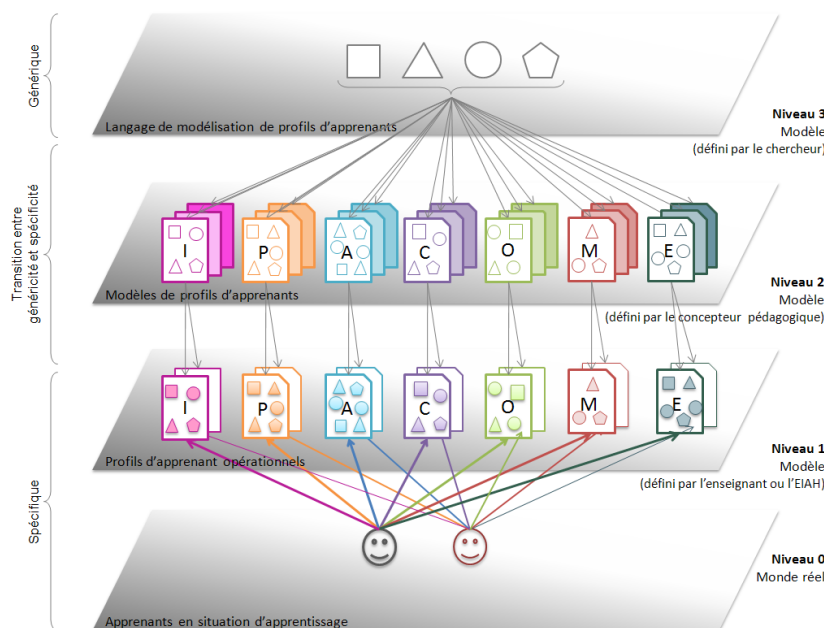 Générique
Langage de modélisation de profils d'apprenants
Niveau 3
Modèle
(défini par le chercheur)
Transition entre
généricité et spécificité
I P A C O M E
Modèles de profils d'apprenants
Niveau 2
Modèle
(défini par le concepteur pédagogique)
Spécifique
I P A C O M E
Profils d'apprenant opérationnels
Niveau 1
Modèle
(défini par l'enseignant ou l'EIAH)
Niveau 0
Monde réel
Apprenants en situation d'apprentissage